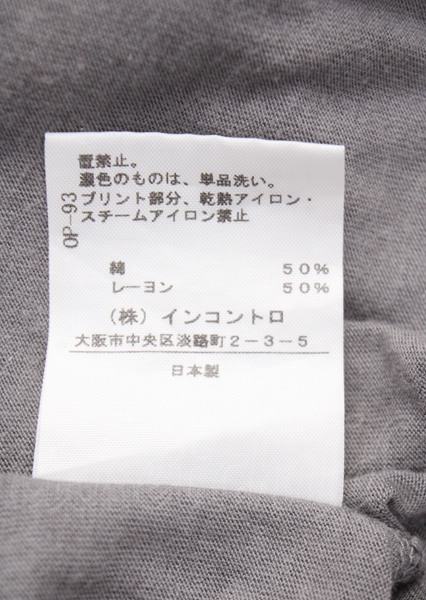 置禁止。
濃色のものは、単品洗い。
プリント部分、乾熱アイロン・
スチームアイロン禁止
OP-93
綿 50%
レーヨン 50%
（株）インコントロ
大阪市中央区淡路町2-3-5
日本製